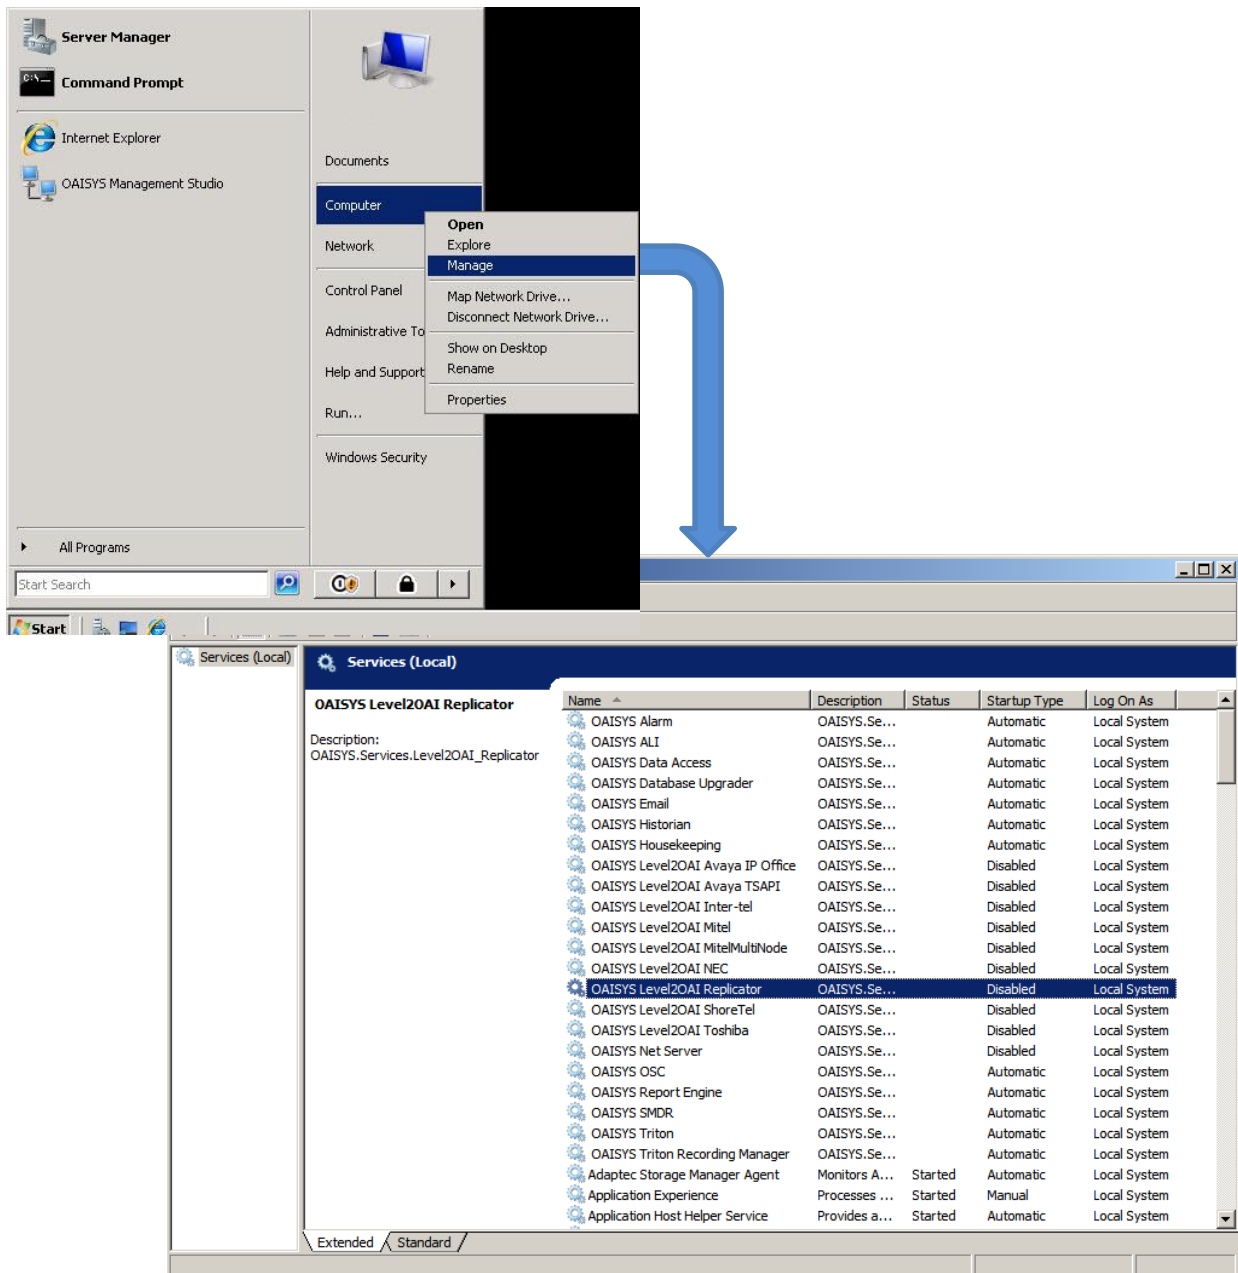 Server Manager
Command Prompt
Internet Explorer
OAISYS Management Studio
All Programs
Start Search
Start
Documents
Computer
Network
Control Panel
Administrative To
Help and Support
Run...
Windows Security
Open
Explore
Manage
Map Network Drive...
Disconnect Network Drive...
Show on Desktop
Rename
Properties
Services (Local)
Services (Local)
OAISYS Level2OAI Replicator
Description:
OAISYS.Services.Level2OAI_Replicator
Name Description Status Startup Type Log On As
OAISYS Alarm OAISYS.Se... Automatic Local System
OAISYS ALI OAISYS.Se... Automatic Local System
OAISYS Data Access OAISYS.Se... Automatic Local System
OAISYS Database Upgrader OAISYS.Se... Automatic Local System
OAISYS Email OAISYS.Se... Automatic Local System
OAISYS Historian OAISYS.Se... Automatic Local System
OAISYS Housekeeping OAISYS.Se... Automatic Local System
OAISYS Level2OAI Avaya IP Office OAISYS.Se... Disabled Local System
OAISYS Level2OAI Avaya TSAPI OAISYS.Se... Disabled Local System
OAISYS Level2OAI Inter-tel OAISYS.Se... Disabled Local System
OAISYS Level2OAI Mitel OAISYS.Se... Disabled Local System
OAISYS Level2OAI MitelMultiNode OAISYS.Se... Disabled Local System
OAISYS Level2OAI NEC OAISYS.Se... Disabled Local System
OAISYS Level2OAI Replicator OAISYS.Se... Disabled Local System
OAISYS Level2OAI ShoreTel OAISYS.Se... Disabled Local System
OAISYS Level2OAI Toshiba OAISYS.Se... Disabled Local System
OAISYS Net Server OAISYS.Se... Disabled Local System
OAISYS OSC OAISYS.Se... Automatic Local System
OAISYS Report Engine OAISYS.Se... Automatic Local System
OAISYS SMDR OAISYS.Se... Automatic Local System
OAISYS Triton OAISYS.Se... Automatic Local System
OAISYS Triton Recording Manager OAISYS.Se... Automatic Local System
Adaptec Storage Manager Agent Monitors A... Started Automatic Local System
Application Experience Processes ... Started Manual Local System
Application Host Helper Service Provides a... Started Automatic Local System
Extended Standard